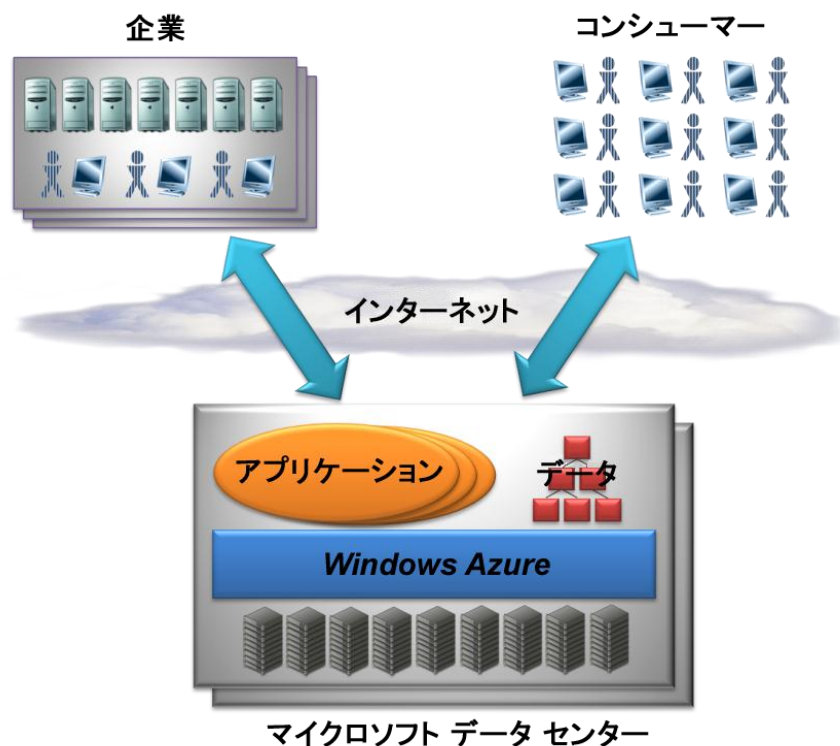 企業
コンシューマー
インターネット
アプリケーション
データ
Windows Azure
マイクロソフト データ センター